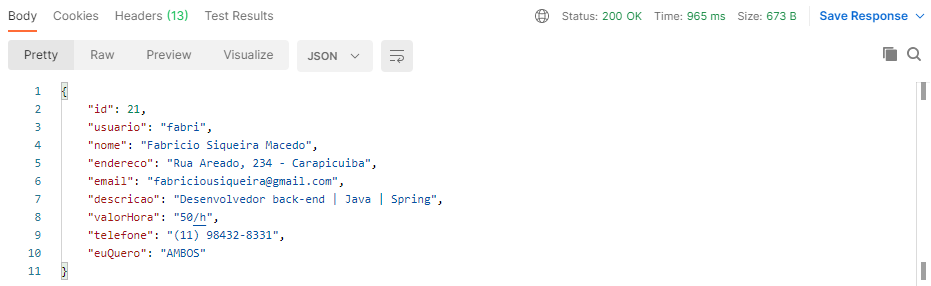 Body Cookies Headers (13) Test Results Status: 200 OK Time: 965 ms Size: 673 B Save Response
Pretty Raw Preview Visualize JSON
1 {
2 "id": 21,
3 "usuario": "fabri",
4 "nome": "Fabricio Siqueira Macedo",
5 "endereco": "Rua Areado, 234 - Carapicuiba",
6 "email": "fabriciousiqueira@gmail.com",
7 "descricao": "Desenvolvedor back-end | Java | Spring",
8 "valorHora": "50/h",
9 "telefone": "(11) 98432-8331",
10 "euQuero": "AMBOS"
11 }